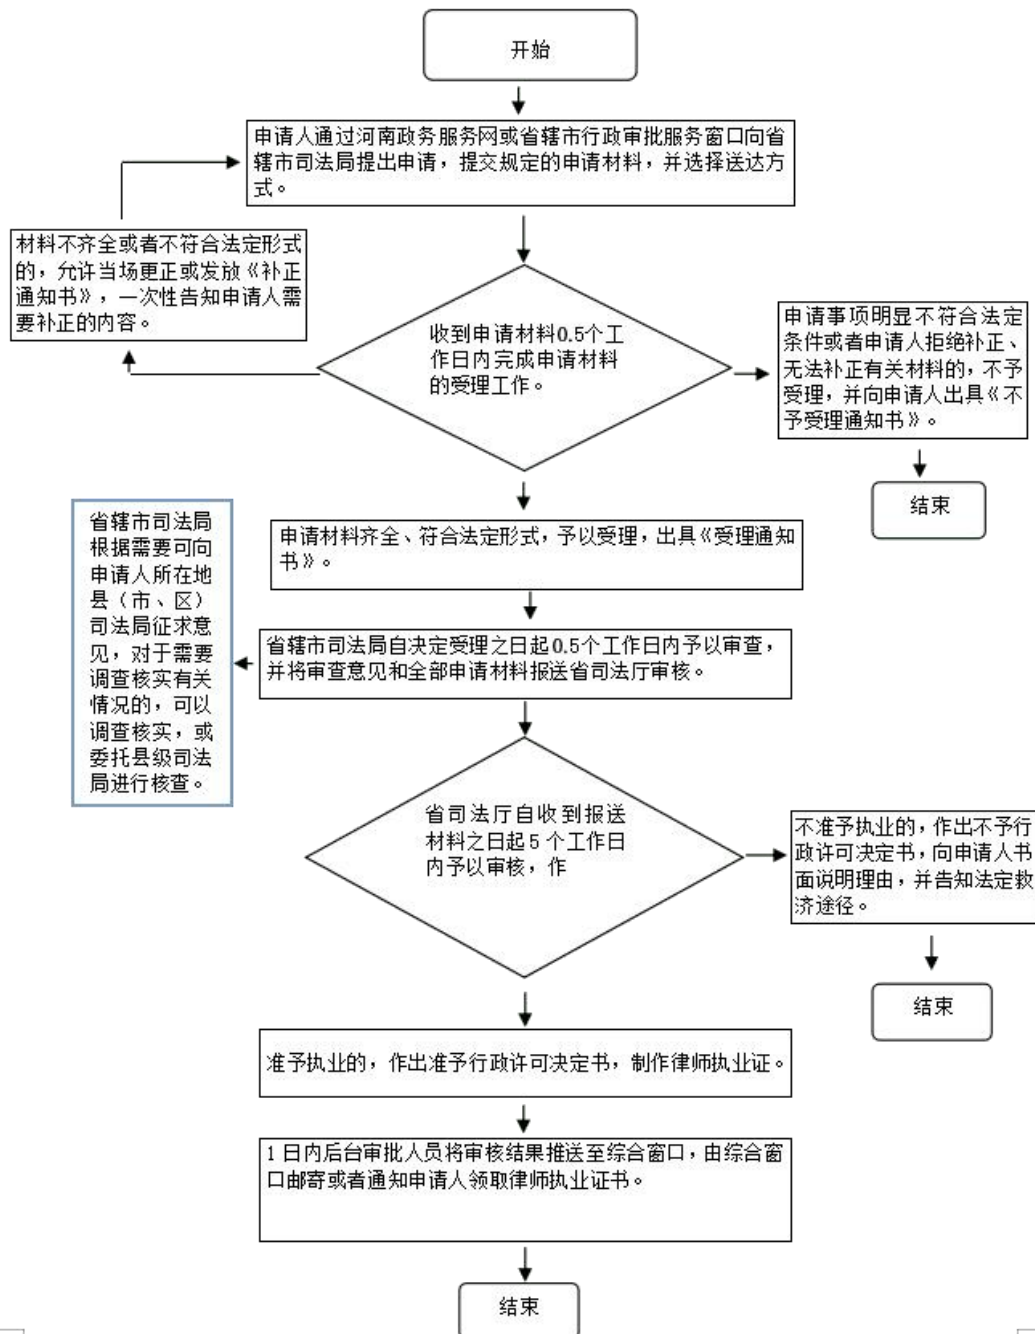 开始
申请人通过河南政务服务网或省辖市行政审批服务窗口向省
辖市司法局提出申请，提交规定的申请材料，并选择送达方
式。
材料不齐全或者不符合法定形式
的，允许当场更正或发放《补正
通知书》，一次性告知申请人需
要补正的内容。
收到申请材料0.5个工
作日内完成申请材料
的受理工作。
申请事项明显不符合法定
条件或者申请人拒绝补正、
无法补正有关材料的，不予
受理，并向申请人出具《不
予受理通知书》。
结束
申请材料齐全、符合法定形式，予以受理，出具《受理通知
书》。
省辖市司法局
根据需要可向
申请人所在地
县（市、区）
司法局征求意
见，对于需要
调查核实有关
情况的，可以
调查核实，或
委托县级司法
局进行核查。
省辖市司法局自决定受理之日起0.5个工作日内予以审查，
并将审查意见和全部申请材料报送省司法厅审核。
省司法厅自收到报送
材料之日起5个工作日
内予以审核，作
不准予执业的，作出不予行
政许可决定书，向申请人书
面说明理由，并告知法定救
济途径。
结束
准予执业的，作出准予行政许可决定书，制作律师执业证。
1日内后台审批人员将审核结果推送至综合窗口，由综合窗
口邮寄或者通知申请人领取律师执业证书。
结束